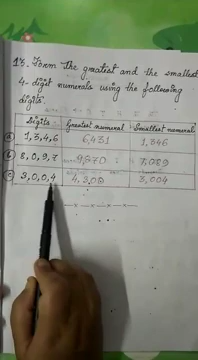 15. Form the greatest and the smallest
4-digit numerals using the following
digits.
Digits. Greatest numeral Smallest numeral
(a) 1, 3, 4, 6 6,431 1,346
(b) 8, 0, 9, 7 9,870 7,089
(c) 3, 0, 0, 4 4,300 3,004